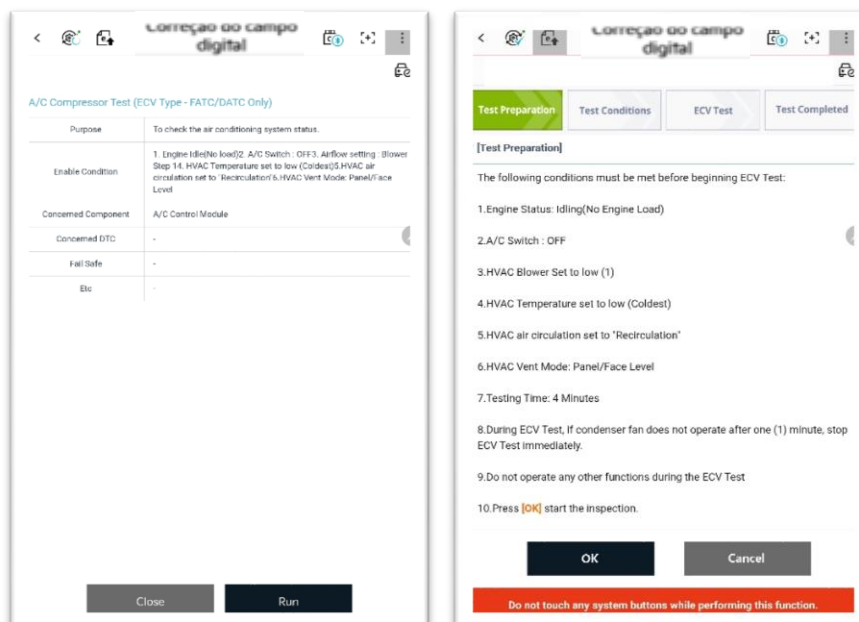 Correção do campo
digital
A/C Compressor Test (ECV Type - FATC/DATC Only)
Purpose
To check the air conditioning system status.
Enable Condition
1. Engine Idle(No load)2. A/C Switch : OFF3. Airflow setting : Blower
Step 14. HVAC Temperature set to low (Coldest)5.HVAC air
circulation set to "Recirculation"6.HVAC Vent Mode: Panel/Face
Level
Concerned Component
A/C Control Module
Concerned DTC
-
Fail Safe
-
Etc
-
Close
Run
Correção do campo
digital
Test Preparation
Test Conditions
ECV Test
Test Completed
[Test Preparation]
The following conditions must be met before beginning ECV Test:
1.Engine Status: Idling(No Engine Load)
2.A/C Switch : OFF
3.HVAC Blower Set to low (1)
4.HVAC Temperature set to low (Coldest)
5.HVAC air circulation set to "Recirculation"
6.HVAC Vent Mode: Panel/Face Level
7.Testing Time: 4 Minutes
8.During ECV Test, if condenser fan does not operate after one (1) minute, stop
ECV Test immediately.
9.Do not operate any other functions during the ECV Test
10.Press [OK] start the inspection.
OK
Cancel
Do not touch any system buttons while performing this function.